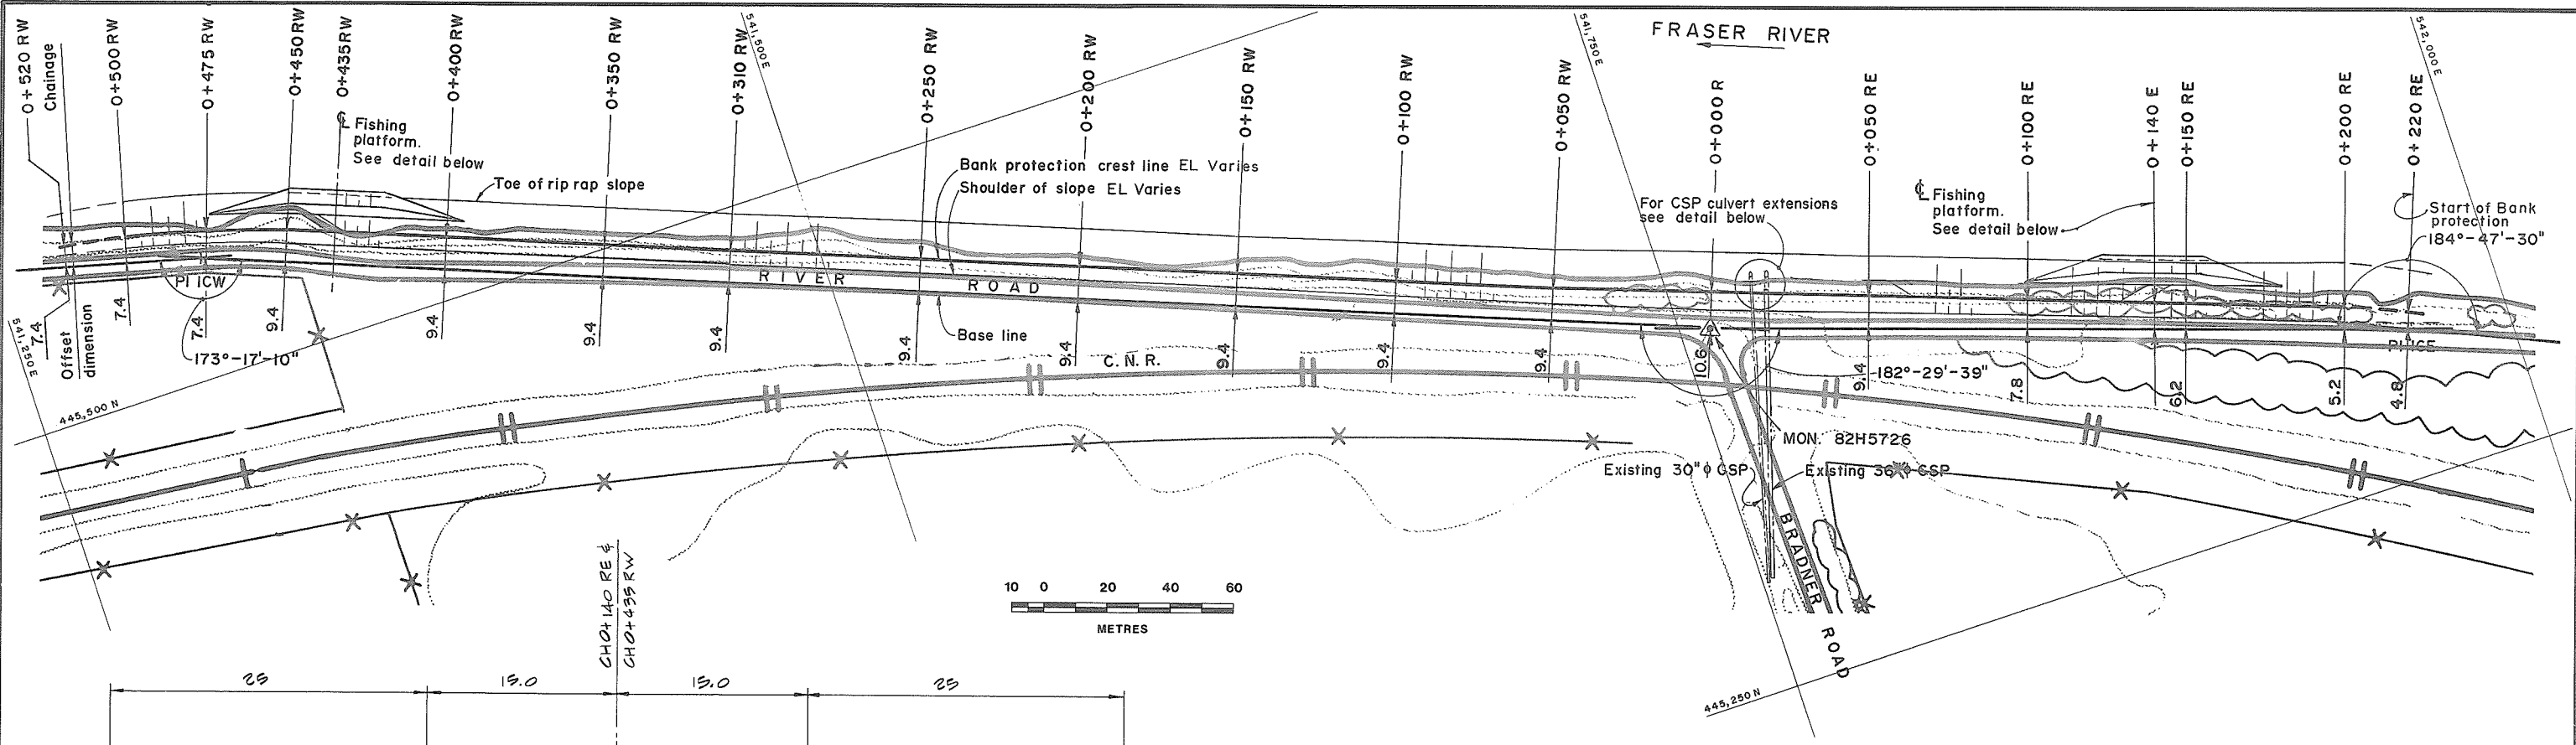 0+520 RW
Chainage
0+500 RW
0+475 RW
0+450 RW
0+435 RW
0+400 RW
0+350 RW
0+310 RW
541,500 E
0+250 RW
0+200 RW
0+150 RW
0+100 RW
0+050 RW
541,750 E
FRASER RIVER
0+000 R
0+050 RE
0+100 RE
0+140 E
0+150 RE
0+200 RE
0+220 RE
542,000 E
℄ Fishing
platform.
See detail below
Toe of rip rap slope
Bank protection crest line EL Varies
Shoulder of slope EL Varies
For CSP culvert extensions
see detail below
℄ Fishing
platform.
See detail below
Start of Bank
protection
184°-47'-30"
RIVER ROAD
PI ICW
173°-17'-10"
Base line
C.N.R.
541,250 E
7.4
Offset
dimension
7.4
7.4
9.4
9.4
9.4
9.4
9.4
9.4
9.4
9.4
9.4
10.6
9.4
7.8
6.2
5.2
4.8
182°-29'-39"
445,500 N
MON. 82H5726
Existing 30" ϕ CSP
Existing 36" ϕ CSP
BRADNER ROAD
445,250 N
10 0 20 40 60
METRES
CH0+140 RE &
CH0+435 RW
25
15.0
15.0
25